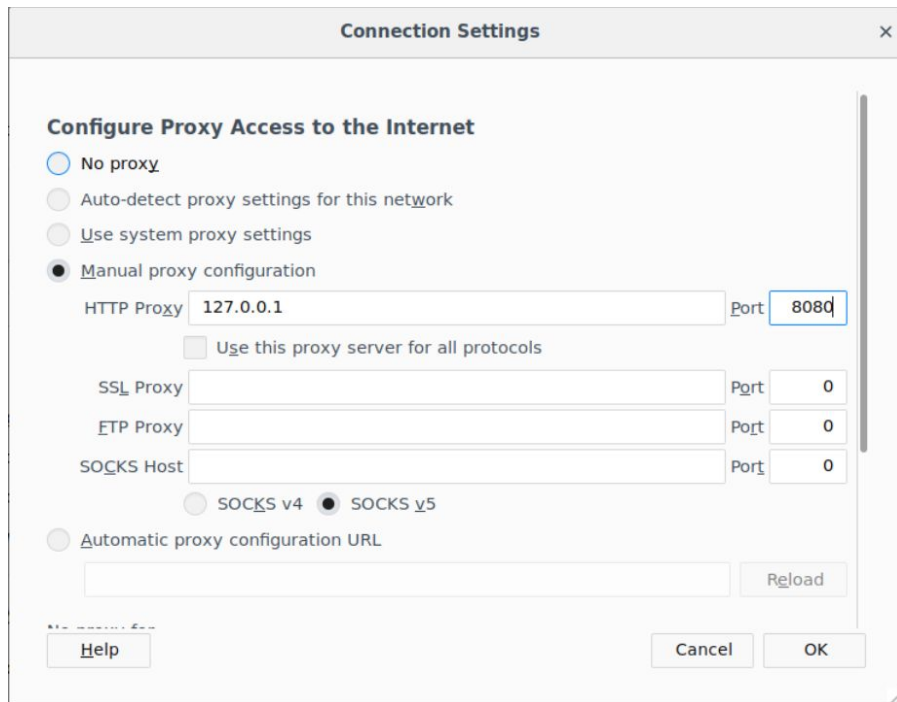 Connection Settings ×
Configure Proxy Access to the Internet
No proxy
Auto-detect proxy settings for this network
Use system proxy settings
Manual proxy configuration
HTTP Proxy 127.0.0.1 Port 8080
Use this proxy server for all protocols
SSL Proxy Port 0
FTP Proxy Port 0
SOCKS Host Port 0
SOCKS v4 SOCKS v5
Automatic proxy configuration URL
Reload
No proxy for
Help Cancel OK